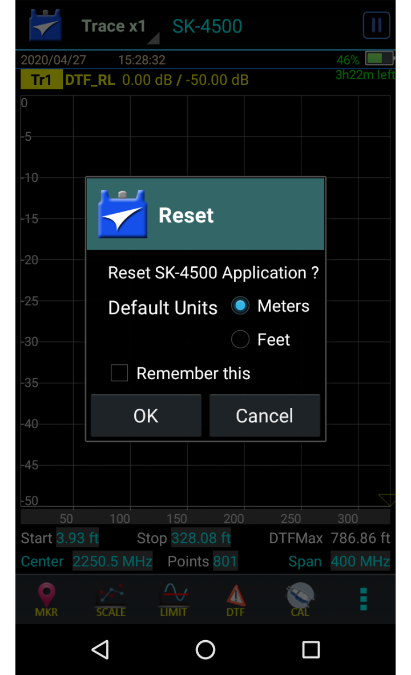 Trace x1 SK-4500
2020/04/27 15:28:32 46%
Tr1 DTF_RL 0.00 dB / -50.00 dB 3h22m left
0
-5
-10
-15
-20
-25
-30
-35
-40
-45
-50
Reset
Reset SK-4500 Application ?
Default Units Meters
Feet
Remember this
OK Cancel
50 100 150 200 250 300
Start 3.93 ft Stop 328.08 ft DTFMax 786.86 ft
Center 2250.5 MHz Points 801 Span 400 MHz
MKR SCALE LIMIT DTF CAL